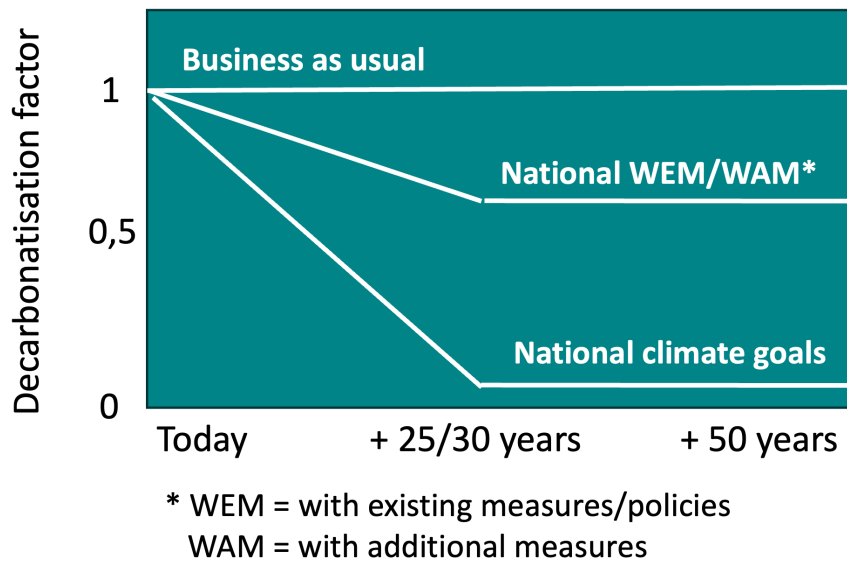 Decarbonatisation factor
Business as usual
1
National WEM/WAM*
0,5
National climate goals
0
Today
+ 25/30 years
+ 50 years
* WEM = with existing measures/policies
WAM = with additional measures